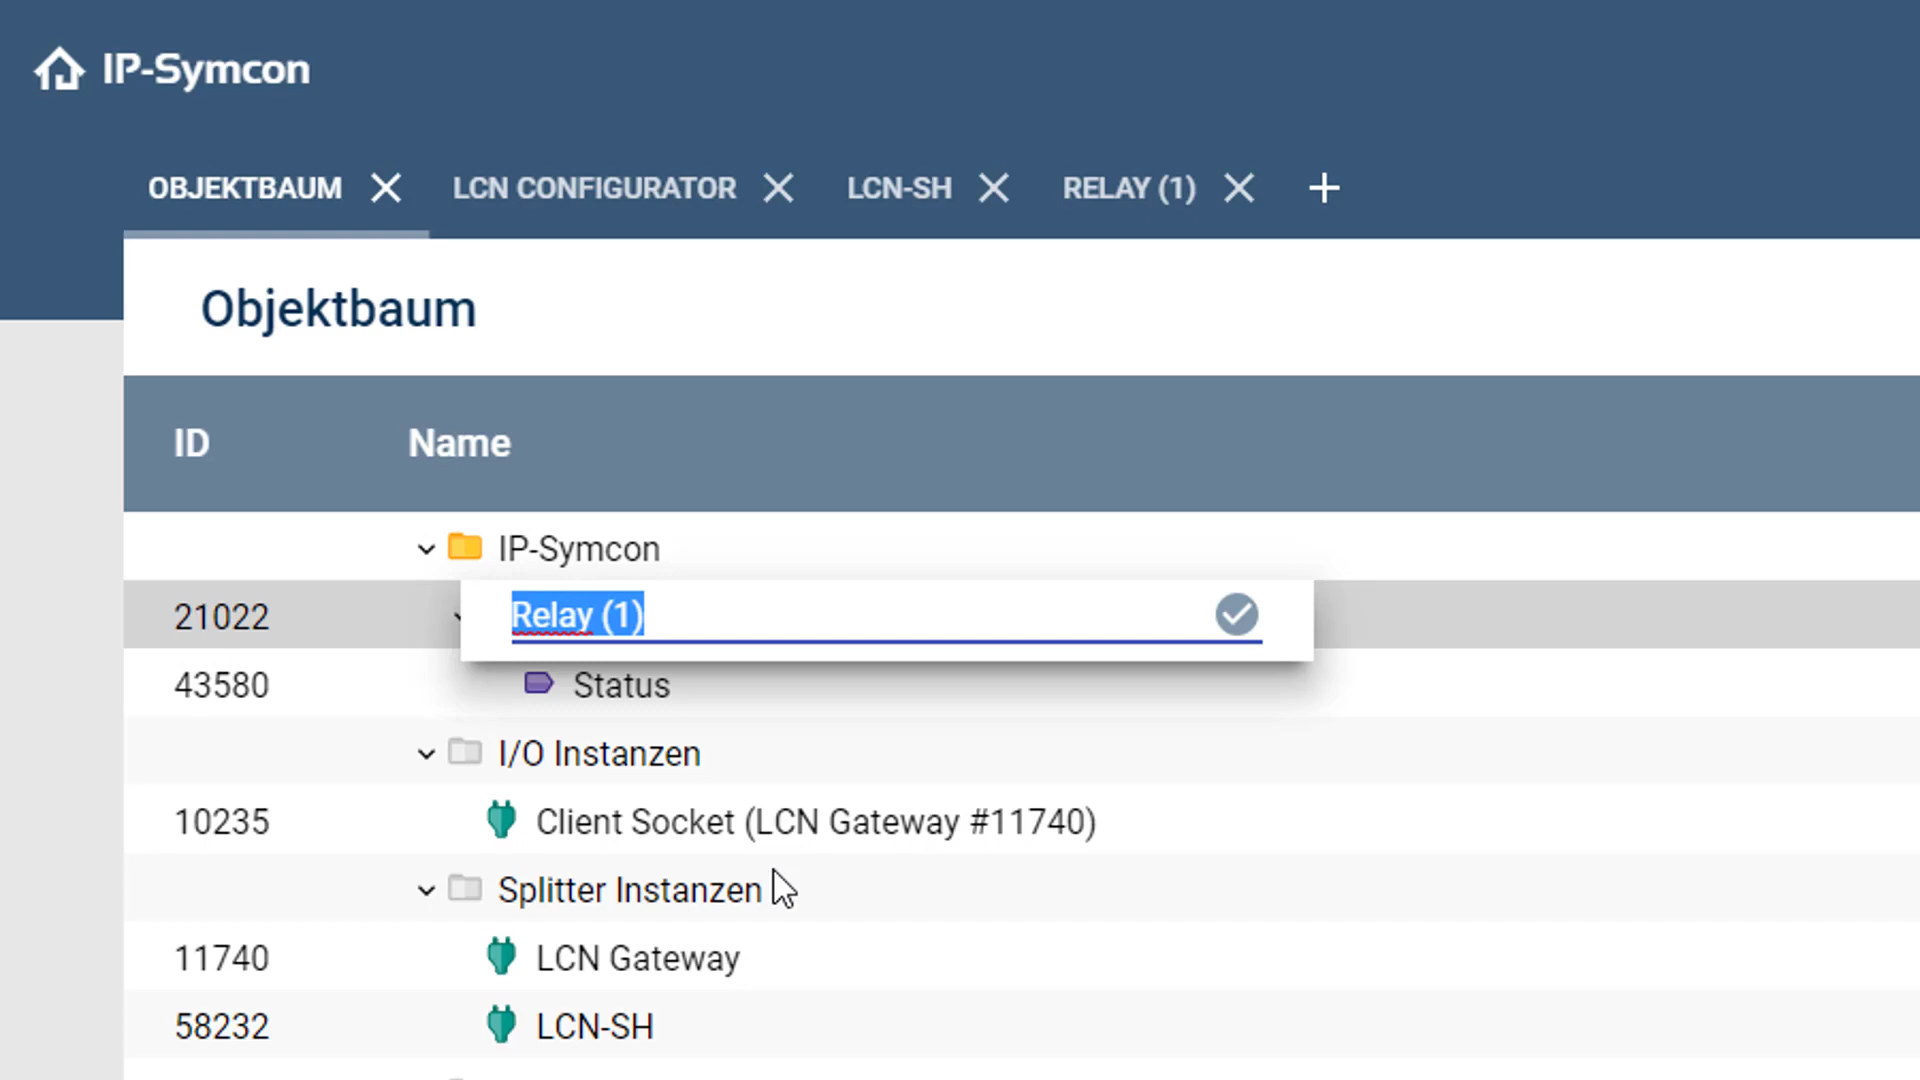 IP-Symcon
OBJEKTBAUM LCN CONFIGURATOR LCN-SH RELAY (1)
Objektbaum
ID Name
IP-Symcon
21022 Relay (1)
43580 Status
I/O Instanzen
10235 Client Socket (LCN Gateway #11740)
Splitter Instanzen
11740 LCN Gateway
58232 LCN-SH